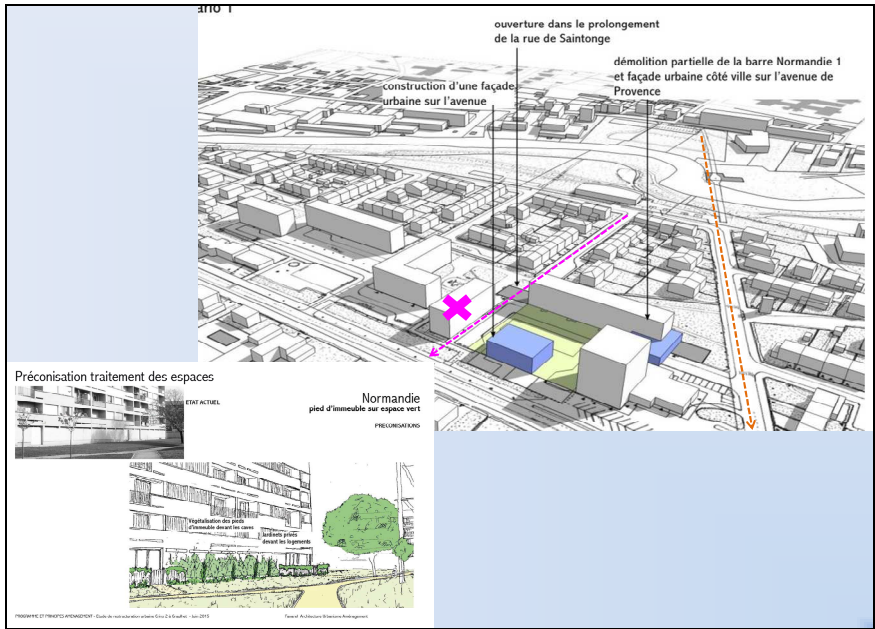 ario 1
ouverture dans le prolongement
de la rue de Saintonge
démolition partielle de la barre Normandie 1
et façade urbaine côté ville sur l'avenue de
Provence
construction d'une façade
urbaine sur l'avenue
Préconisation traitement des espaces
ETAT ACTUEL
Normandie
pied d'immeuble sur espace vert
PRÉCONISATIONS
Végétalisation des pieds
d'immeuble devant les caves
Jardinets privés
devant les logements